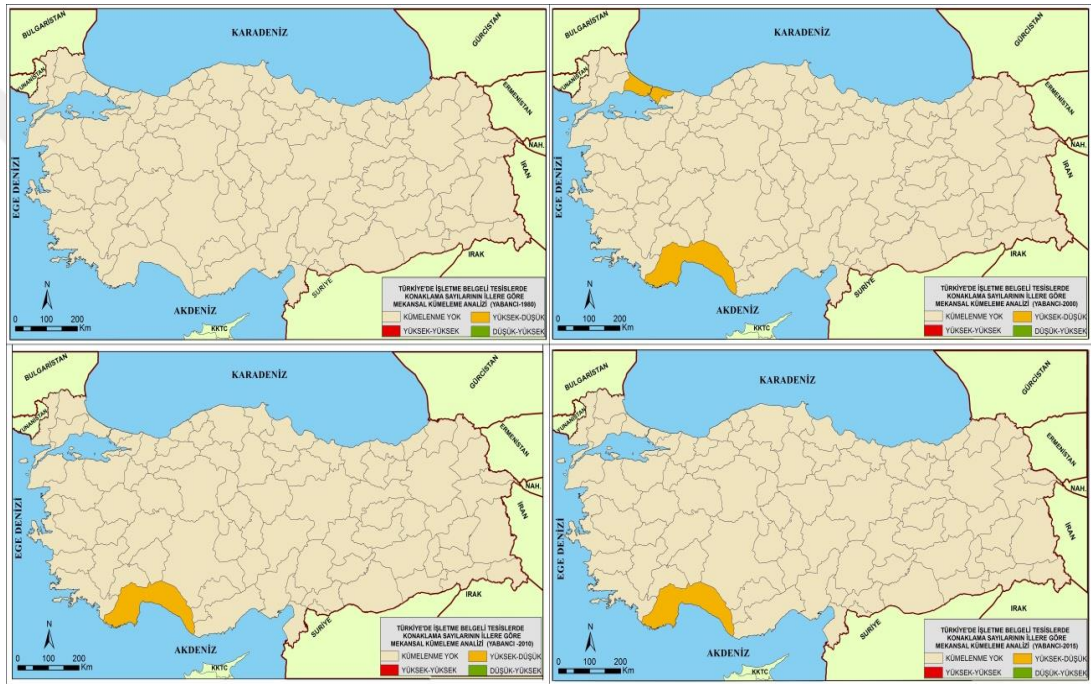 BULGARİSTAN
KARADENİZ
GÜRCİSTAN
YUNANİSTAN
ERMENİSTAN
NAH.
İRAN
EGE DENİZİ
IRAK
SURİYE
AKDENİZ
KKTC
N
0 100 200
Km
TÜRKİYE'DE İŞLETME BELGELİ TESİSLERDE
KONAKLAMA SAYILARININ İLLERE GÖRE
MEKANSAL KÜMELEME ANALİZİ (YABANCI-1980)
KÜMELENME YOK YÜKSEK-DÜŞÜK
YÜKSEK-YÜKSEK DÜŞÜK-YÜKSEK
BULGARİSTAN
KARADENİZ
GÜRCİSTAN
YUNANİSTAN
ERMENİSTAN
NAH.
İRAN
EGE DENİZİ
IRAK
SURİYE
AKDENİZ
KKTC
N
0 100 200
Km
TÜRKİYE'DE İŞLETME BELGELİ TESİSLERDE
KONAKLAMA SAYILARININ İLLERE GÖRE
MEKANSAL KÜMELEME ANALİZİ (YABANCI-2000)
KÜMELENME YOK YÜKSEK-DÜŞÜK
YÜKSEK-YÜKSEK DÜŞÜK-YÜKSEK
BULGARİSTAN
KARADENİZ
GÜRCİSTAN
YUNANİSTAN
ERMENİSTAN
NAH.
İRAN
EGE DENİZİ
IRAK
SURİYE
AKDENİZ
KKTC
N
0 100 200
Km
TÜRKİYE'DE İŞLETME BELGELİ TESİSLERDE
KONAKLAMA SAYILARININ İLLERE GÖRE
MEKANSAL KÜMELEME ANALİZİ (YABANCI -2010)
KÜMELENME YOK YÜKSEK-DÜŞÜK
YÜKSEK-YÜKSEK DÜŞÜK-YÜKSEK
BULGARİSTAN
KARADENİZ
GÜRCİSTAN
YUNANİSTAN
ERMENİSTAN
NAH.
İRAN
EGE DENİZİ
IRAK
SURİYE
AKDENİZ
KKTC
N
0 100 200
Km
TÜRKİYE'DE İŞLETME BELGELİ TESİSLERDE
KONAKLAMA SAYILARININ İLLERE GÖRE
MEKANSAL KÜMELEME ANALİZİ (YABANCI-2018)
KÜMELENME YOK YÜKSEK-DÜŞÜK
YÜKSEK-YÜKSEK DÜŞÜK-YÜKSEK